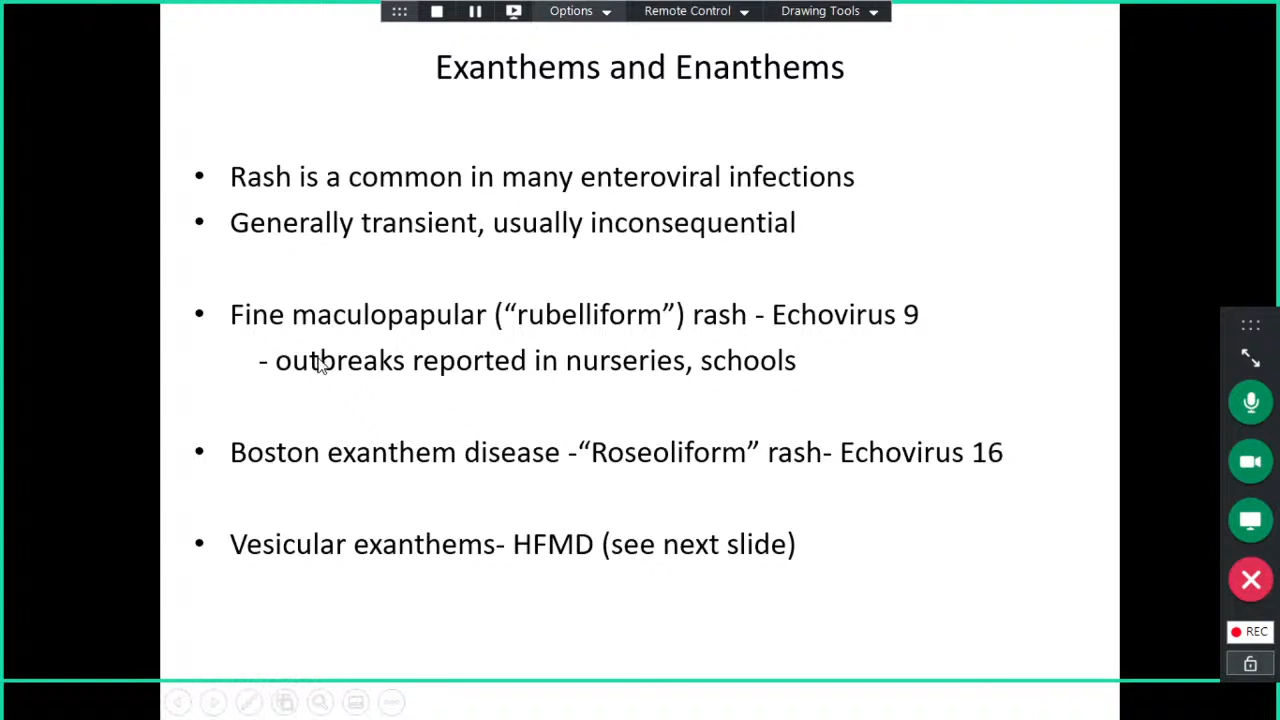 Options Remote Control Drawing Tools
Exanthems and Enanthems
• Rash is a common in many enteroviral infections
• Generally transient, usually inconsequential
• Fine maculopapular (“rubelliform”) rash - Echovirus 9
- outbreaks reported in nurseries, schools
• Boston exanthem disease -“Roseoliform” rash- Echovirus 16
• Vesicular exanthems- HFMD (see next slide)
REC